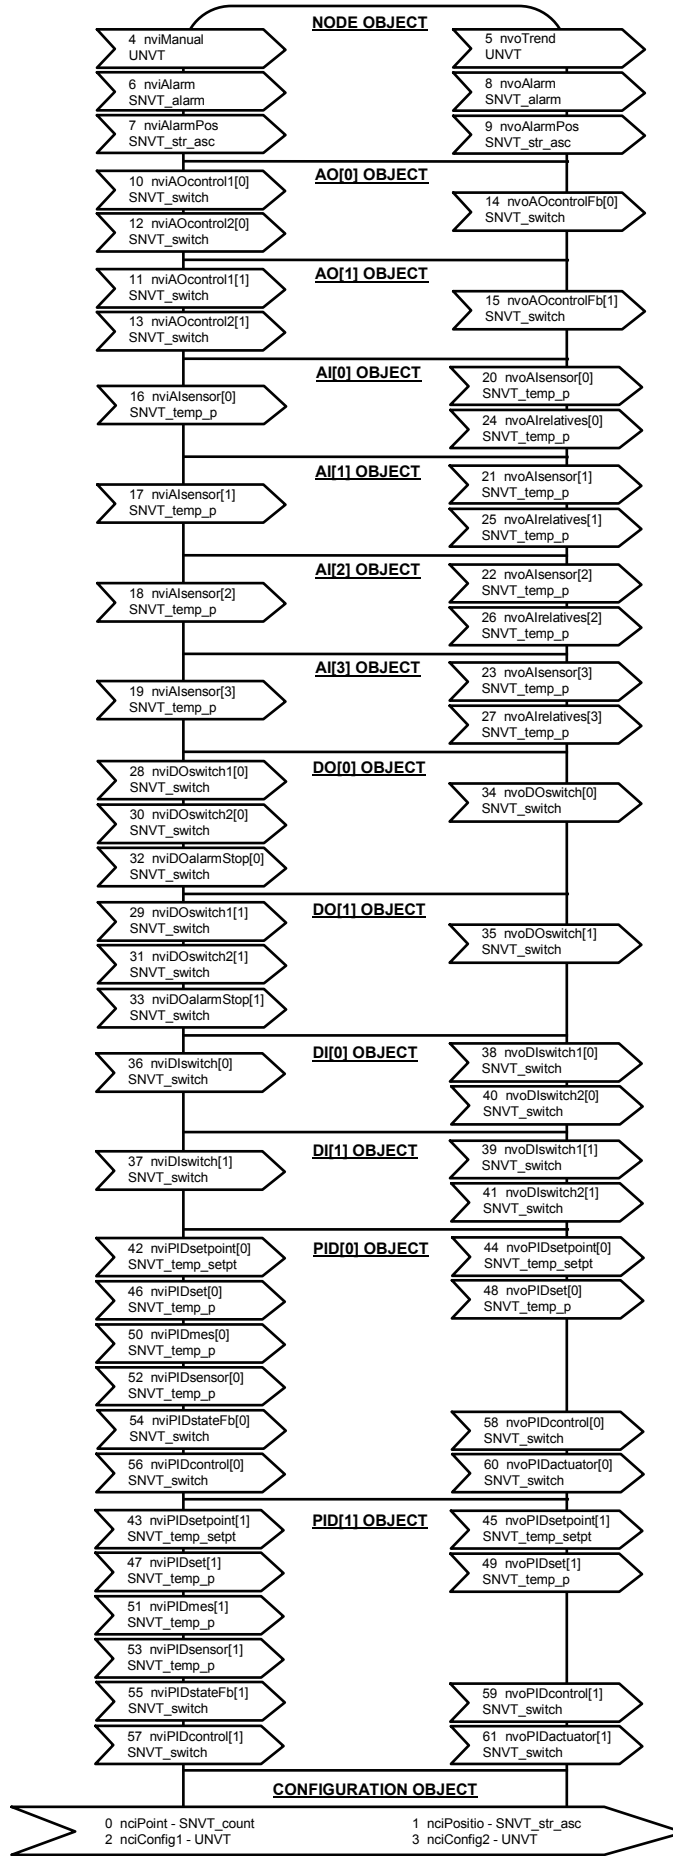 NODE OBJECT
4 nviManual
UNVT
5 nvoTrend
UNVT
6 nviAlarm
SNVT_alarm
8 nvoAlarm
SNVT_alarm
7 nviAlarmPos
SNVT_str_asc
9 nvoAlarmPos
SNVT_str_asc
AO[0] OBJECT
10 nviAOcontrol1[0]
SNVT_switch
12 nviAOcontrol2[0]
SNVT_switch
14 nvoAOcontrolFb[0]
SNVT_switch
AO[1] OBJECT
11 nviAOcontrol1[1]
SNVT_switch
13 nviAOcontrol2[1]
SNVT_switch
15 nvoAOcontrolFb[1]
SNVT_switch
AI[0] OBJECT
16 nviAIsensor[0]
SNVT_temp_p
20 nvoAIsensor[0]
SNVT_temp_p
24 nvoAIrelatives[0]
SNVT_temp_p
AI[1] OBJECT
17 nviAIsensor[1]
SNVT_temp_p
21 nvoAIsensor[1]
SNVT_temp_p
25 nvoAIrelatives[1]
SNVT_temp_p
AI[2] OBJECT
18 nviAIsensor[2]
SNVT_temp_p
22 nvoAIsensor[2]
SNVT_temp_p
26 nvoAIrelatives[2]
SNVT_temp_p
AI[3] OBJECT
19 nviAIsensor[3]
SNVT_temp_p
23 nvoAIsensor[3]
SNVT_temp_p
27 nvoAIrelatives[3]
SNVT_temp_p
DO[0] OBJECT
28 nviDOswitch1[0]
SNVT_switch
30 nviDOswitch2[0]
SNVT_switch
32 nviDOalarmStop[0]
SNVT_switch
34 nvoDOswitch[0]
SNVT_switch
DO[1] OBJECT
29 nviDOswitch1[1]
SNVT_switch
31 nviDOswitch2[1]
SNVT_switch
33 nviDOalarmStop[1]
SNVT_switch
35 nvoDOswitch[1]
SNVT_switch
DI[0] OBJECT
36 nviDIswitch[0]
SNVT_switch
38 nvoDIswitch1[0]
SNVT_switch
40 nvoDIswitch2[0]
SNVT_switch
DI[1] OBJECT
37 nviDIswitch[1]
SNVT_switch
39 nvoDIswitch1[1]
SNVT_switch
41 nvoDIswitch2[1]
SNVT_switch
PID[0] OBJECT
42 nviPIDsetpoint[0]
SNVT_temp_setpt
44 nvoPIDsetpoint[0]
SNVT_temp_setpt
46 nviPIDset[0]
SNVT_temp_p
48 nvoPIDset[0]
SNVT_temp_p
50 nviPIDmes[0]
SNVT_temp_p
52 nviPIDsensor[0]
SNVT_temp_p
54 nviPIDstateFb[0]
SNVT_switch
58 nvoPIDcontrol[0]
SNVT_switch
56 nviPIDcontrol[0]
SNVT_switch
60 nvoPIDactuator[0]
SNVT_switch
PID[1] OBJECT
43 nviPIDsetpoint[1]
SNVT_temp_setpt
45 nvoPIDsetpoint[1]
SNVT_temp_setpt
47 nviPIDset[1]
SNVT_temp_p
49 nvoPIDset[1]
SNVT_temp_p
51 nviPIDmes[1]
SNVT_temp_p
53 nviPIDsensor[1]
SNVT_temp_p
55 nviPIDstateFb[1]
SNVT_switch
59 nvoPIDcontrol[1]
SNVT_switch
57 nviPIDcontrol[1]
SNVT_switch
61 nvoPIDactuator[1]
SNVT_switch
CONFIGURATION OBJECT
0 nciPoint - SNVT_count
1 nciPositio - SNVT_str_asc
2 nciConfig1 - UNVT
3 nciConfig2 - UNVT